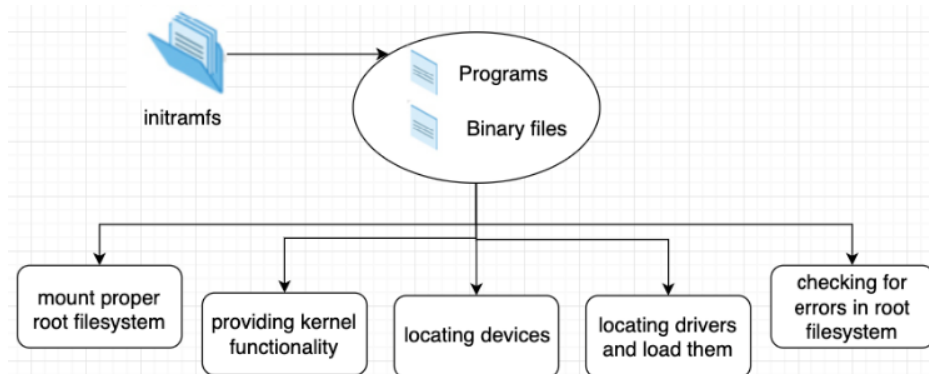 Programs
initramfs
Binary files
mount proper
root filesystem
providing kernel
functionality
locating devices
locating drivers
and load them
checking for
errors in root
filesystem